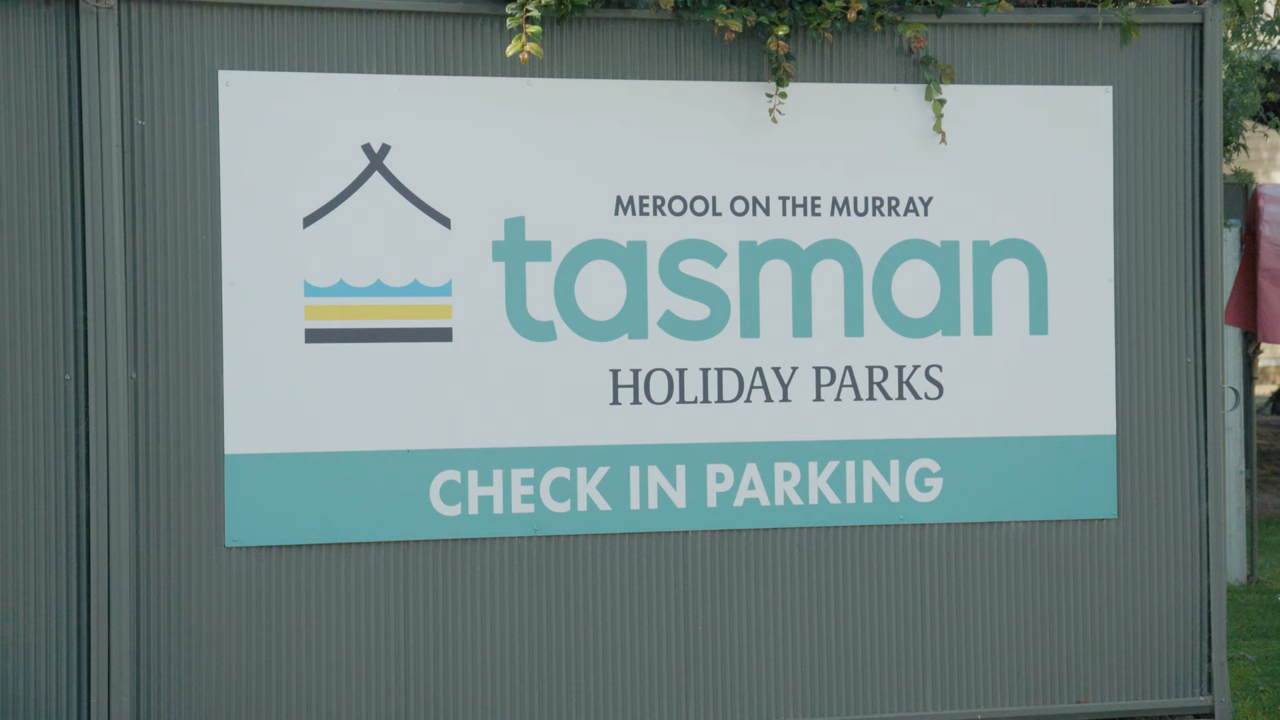 MEROOL ON THE MURRAY
tasman
HOLIDAY PARKS
CHECK IN PARKING